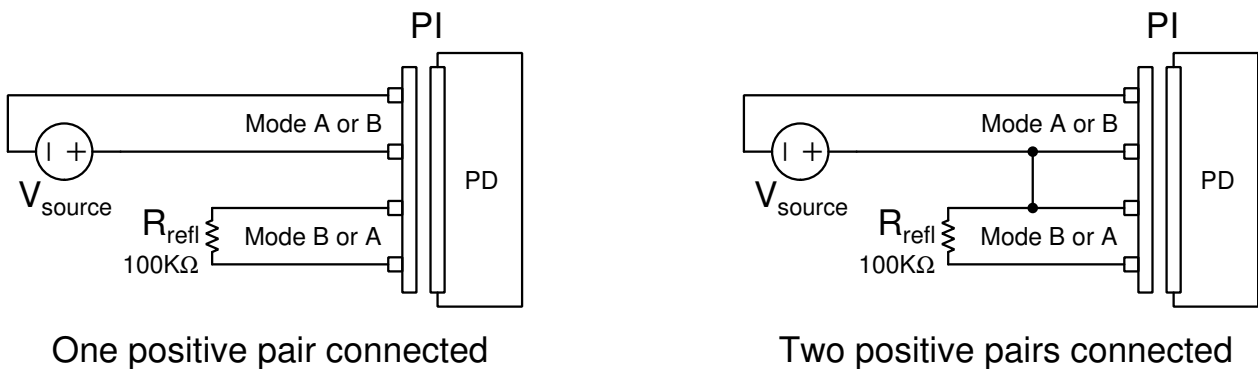 PI
Mode A or B
− +
V source
PD
R refl
100KΩ
Mode B or A
One positive pair connected
PI
Mode A or B
− +
V source
PD
R refl
100KΩ
Mode B or A
Two positive pairs connected